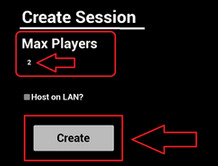 Create Session
Max Players
2
Host on LAN?
Create